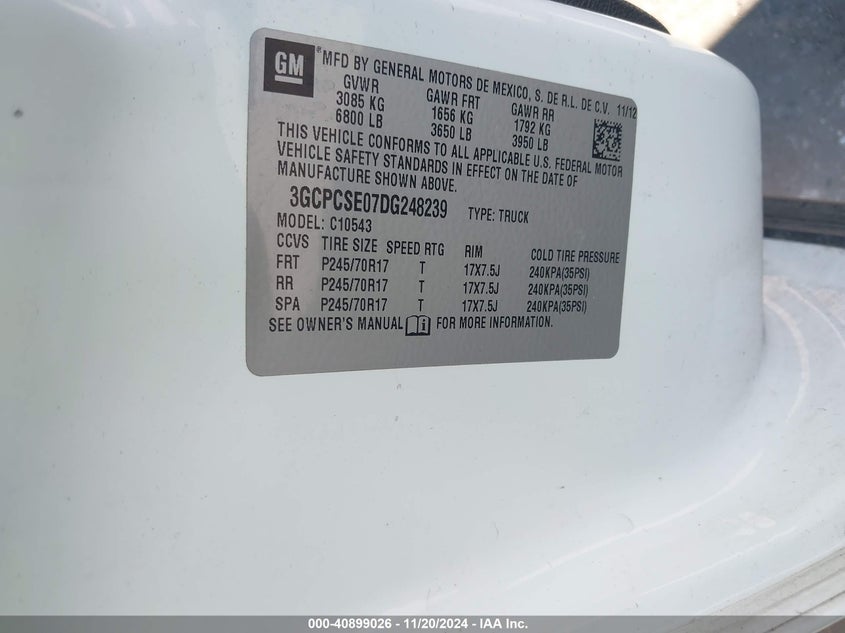 GM
® MFD BY GENERAL MOTORS DE MEXICO, S. DE R.L. DE C.V. 11/12
GVWR GAWR FRT GAWR RR
3085 KG 1656 KG 1792 KG
6800 LB 3650 LB 3950 LB
THIS VEHICLE CONFORMS TO ALL APPLICABLE U.S. FEDERAL MOTOR
VEHICLE SAFETY STANDARDS IN EFFECT ON THE DATE OF
MANUFACTURE SHOWN ABOVE.
3GCPCSE07DG248239 TYPE: TRUCK
MODEL: C10543
CCVS TIRE SIZE SPEED RTG RIM COLD TIRE PRESSURE
FRT P245/70R17 T 17X7.5J 240KPA(35PSI)
RR P245/70R17 T 17X7.5J 240KPA(35PSI)
SPA P245/70R17 T 17X7.5J 240KPA(35PSI)
SEE OWNER'S MANUAL i FOR MORE INFORMATION.
000-40899026 - 11/20/2024 - IAA Inc.